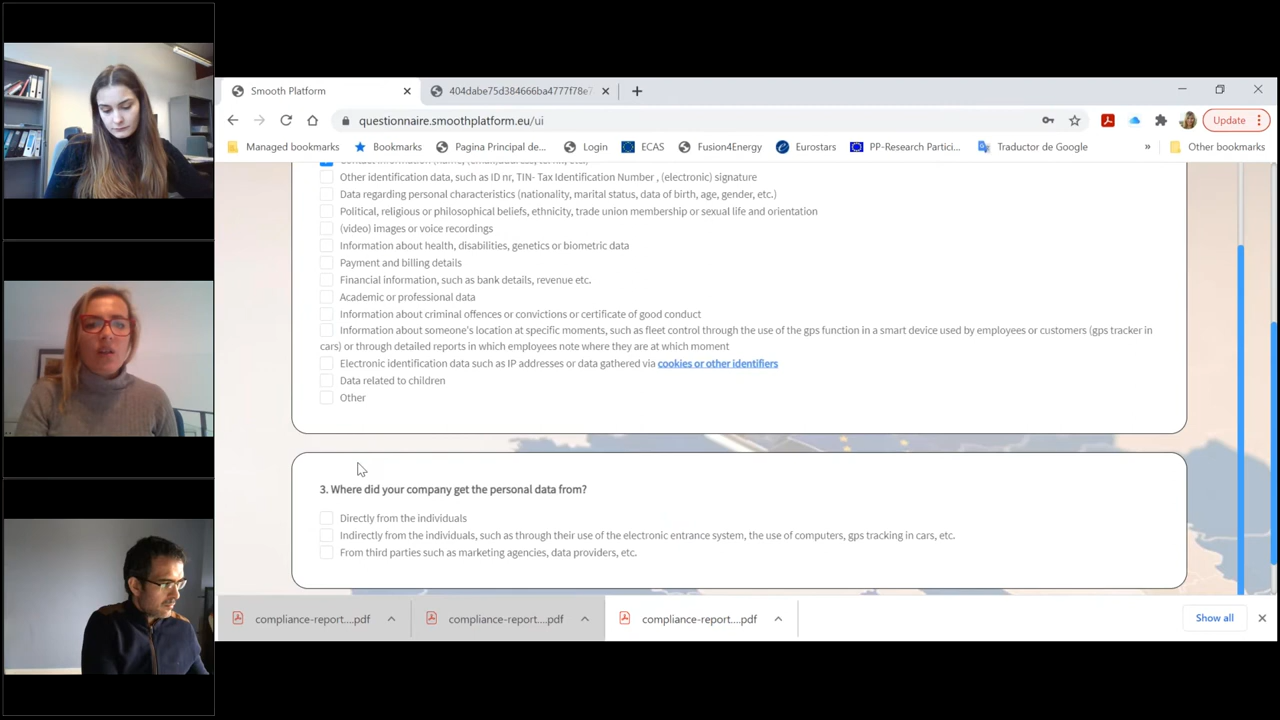 Smooth Platform
404dabe75d384666ba4777f78e7
questionnaire.smoothplatform.eu/ui
Update
Managed bookmarks
Bookmarks
Pagina Principal de...
Login
ECAS
Fusion4Energy
Eurostars
PP-Research Partici...
Traductor de Google
»
Other bookmarks
Other identification data, such as ID nr, TIN- Tax Identification Number , (electronic) signature
Data regarding personal characteristics (nationality, marital status, data of birth, age, gender, etc.)
Political, religious or philosophical beliefs, ethnicity, trade union membership or sexual life and orientation
(video) images or voice recordings
Information about health, disabilities, genetics or biometric data
Payment and billing details
Financial information, such as bank details, revenue etc.
Academic or professional data
Information about criminal offences or convictions or certificate of good conduct
Information about someone's location at specific moments, such as fleet control through the use of the gps function in a smart device used by employees or customers (gps tracker in
cars) or through detailed reports in which employees note where they are at which moment
Electronic identification data such as IP addresses or data gathered via cookies or other identifiers
Data related to children
Other
3. Where did your company get the personal data from?
Directly from the individuals
Indirectly from the individuals, such as through their use of the electronic entrance system, the use of computers, gps tracking in cars, etc.
From third parties such as marketing agencies, data providers, etc.
compliance-report....pdf
compliance-report....pdf
compliance-report....pdf
Show all